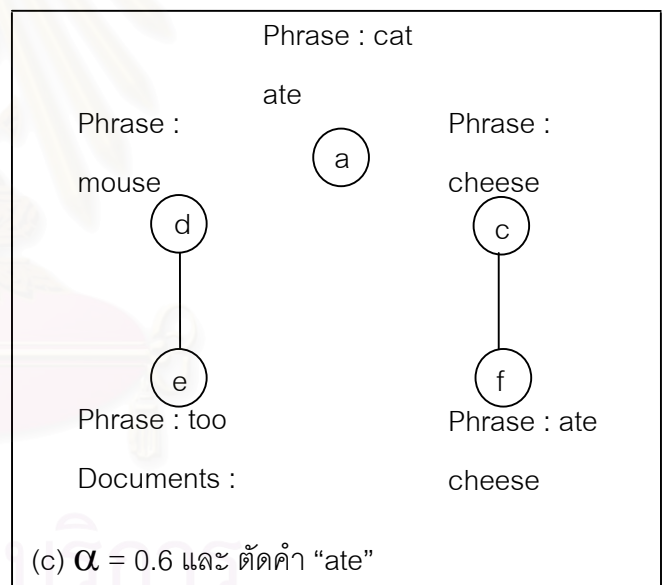 Phrase : cat
ate
Phrase :
mouse
Phrase :
cheese
a
d
c
e
f
Phrase : too
Documents :
Phrase : ate
cheese
(c) α = 0.6 และ ตัดคำ “ate”